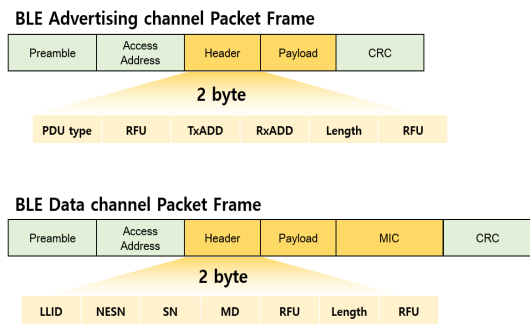 BLE Advertising channel Packet Frame
Preamble Access Address Header Payload CRC
2 byte
PDU type RFU TxADD RxADD Length RFU
BLE Data channel Packet Frame
Preamble Access Address Header Payload MIC CRC
2 byte
LLID NESN SN MD RFU Length RFU